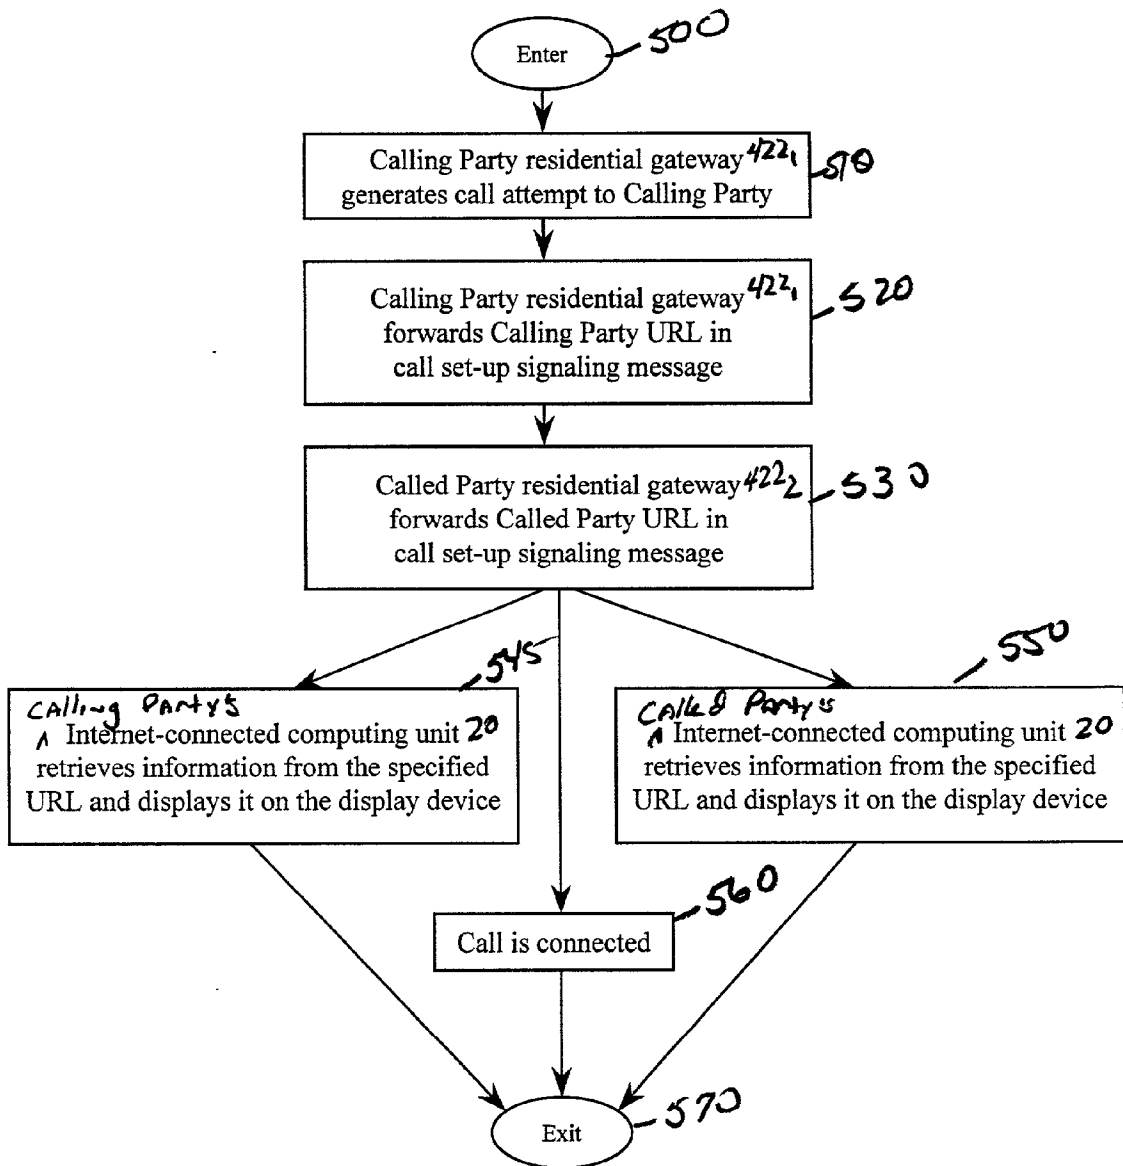 Enter
500
Calling Party residential gateway 422₁
generates call attempt to Calling Party
510
Calling Party residential gateway 422₁
forwards Calling Party URL in
call set-up signaling message
520
Called Party residential gateway 422₂
forwards Called Party URL in
call set-up signaling message
530
545
Calling Party's
Internet-connected computing unit 20
retrieves information from the specified
URL and displays it on the display device
550
Called Party's
Internet-connected computing unit 20
retrieves information from the specified
URL and displays it on the display device
560
Call is connected
Exit
570